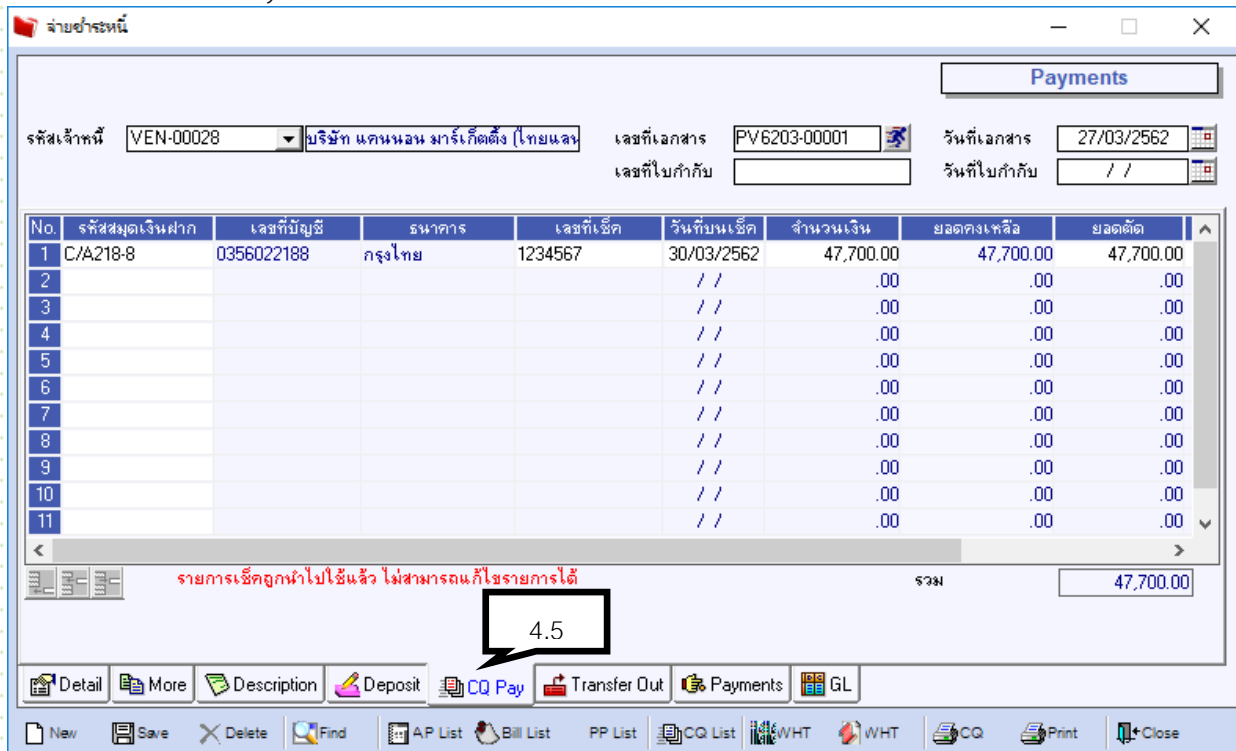 จ่ายชำระหนี้
Payments
รหัสเจ้าหนี้ VEN-00028 บริษัท แคนนอน มาร์เก็ตติ้ง (ไทยแลน เลขที่เอกสาร PV6203-00001 วันที่เอกสาร 27/03/2562
เลขที่ใบกำกับ วันที่ใบกำกับ / /
No. รหัสสมุดเงินฝาก เลขที่บัญชี ธนาคาร เลขที่เช็ค วันที่บนเช็ค จำนวนเงิน ยอดคงเหลือ ยอดตัด
1 C/A218-8 0356022188 กรุงไทย 1234567 30/03/2562 47,700.00 47,700.00 47,700.00
2 / / .00 .00 .00
3 / / .00 .00 .00
4 / / .00 .00 .00
5 / / .00 .00 .00
6 / / .00 .00 .00
7 / / .00 .00 .00
8 / / .00 .00 .00
9 / / .00 .00 .00
10 / / .00 .00 .00
11 / / .00 .00 .00
รายการเช็คถูกนำไปใช้แล้ว ไม่สามารถแก้ไขรายการได้ รวม 47,700.00
4.5
Detail More Description Deposit CQ Pay Transfer Out Payments GL
New Save Delete Find AP List Bill List PP List CQ List WHT WHT CQ Print Close